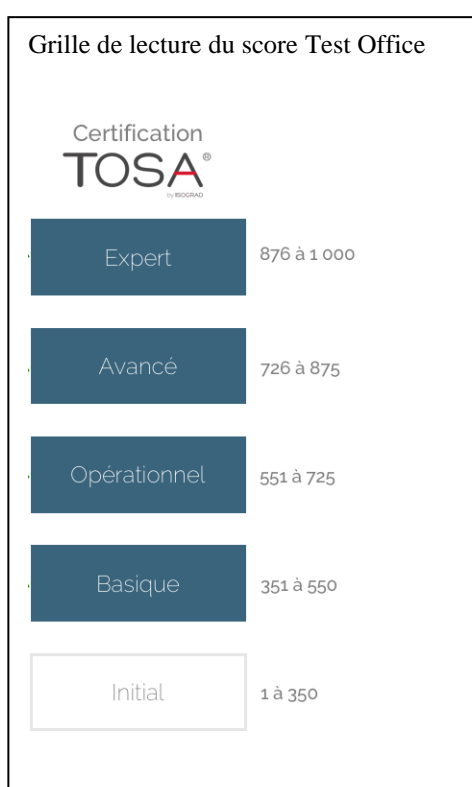 Grille de lecture du score Test Office
Certification
TOSA®
by ISOGRAD
Expert 876 à 1 000
Avancé 726 à 875
Opérationnel 551 à 725
Basique 351 à 550
Initial 1 à 350